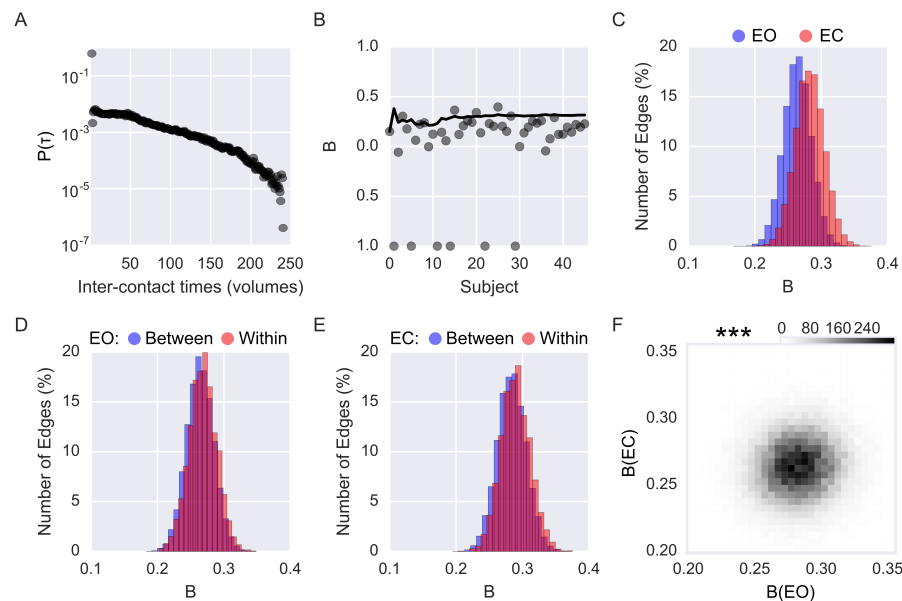 A
P(τ)
10⁻¹
10⁻³
10⁻⁵
10⁻⁷
50 100 150 200 250
Inter-contact times (volumes)
B
B
1.0
0.5
0.0
0.5
1.0
0 10 20 30 40
Subject
C
EO EC
Number of Edges (%)
20
15
10
5
0
0.1 0.2 0.3 0.4
B
D
EO: Between Within
Number of Edges (%)
20
15
10
5
0
0.1 0.2 0.3 0.4
B
E
EC: Between Within
Number of Edges (%)
20
15
10
5
0
0.1 0.2 0.3 0.4
B
F
***
0 80 160 240
B(EC)
0.35
0.30
0.25
0.20
0.20 0.25 0.30 0.35
B(EO)